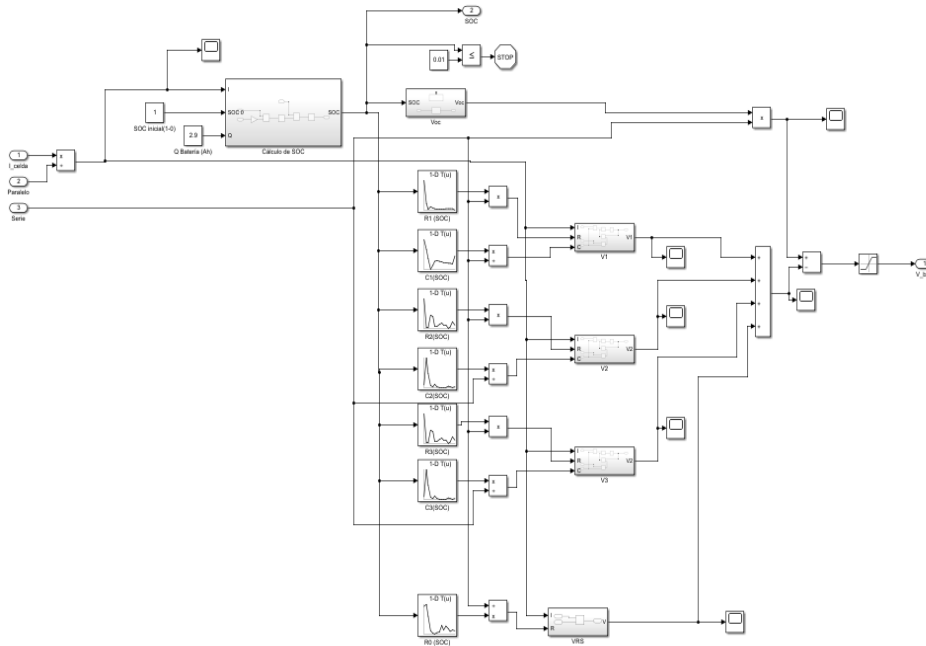 2
SOC
0.01
≤
STOP
I
1
SOC 0
SOC
SOC inicial(1-0)
2.9
Q
Q Bateria (Ah)
Cálculo de SOC
SOC
Voc
Voc
x
1
I_celda
2
Paralelo
3
Serie
1-D T(u)
R1 (SOC)
1-D T(u)
C1(SOC)
1-D T(u)
R2(SOC)
1-D T(u)
C2(SOC)
1-D T(u)
R3(SOC)
1-D T(u)
C3(SOC)
1-D T(u)
R0 (SOC)
I
R
C
V1
V1
I
R
C
V2
V2
I
R
C
V2
V3
I
R
V
VRS